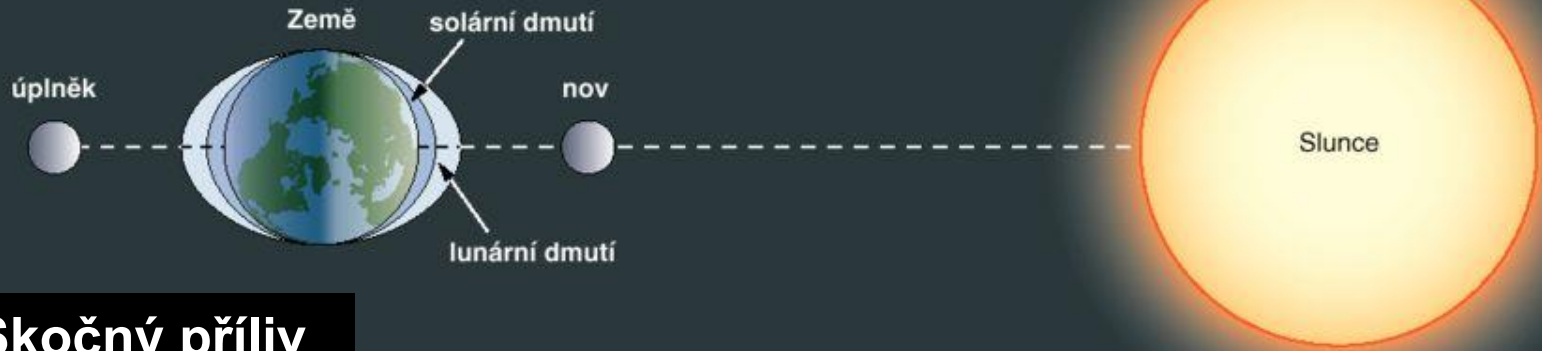 Země
solární dmutí
úplněk
nov
Slunce
lunární dmutí
Skočný příliv